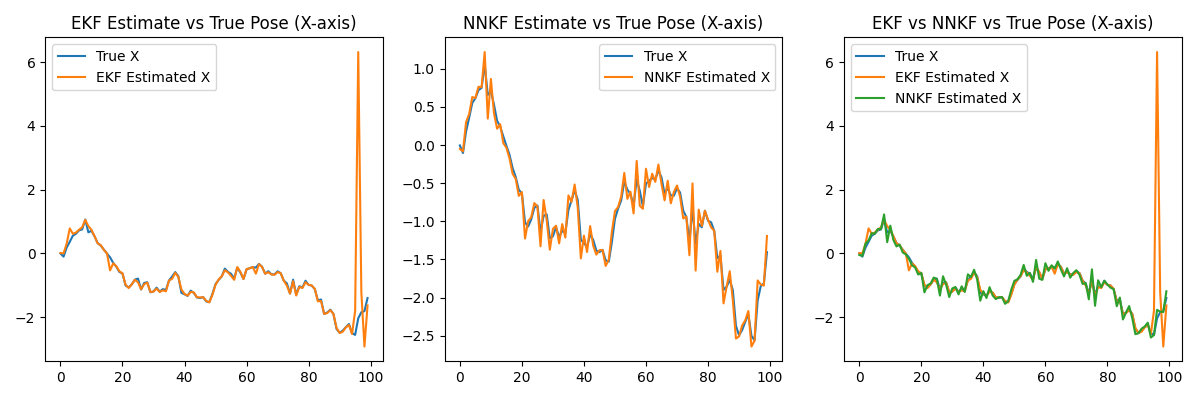 EKF Estimate vs True Pose (X-axis)
True X
EKF Estimated X
6
4
2
0
−2
0 20 40 60 80 100
NNKF Estimate vs True Pose (X-axis)
True X
NNKF Estimated X
1.0
0.5
0.0
−0.5
−1.0
−1.5
−2.0
−2.5
0 20 40 60 80 100
EKF vs NNKF vs True Pose (X-axis)
True X
EKF Estimated X
NNKF Estimated X
6
4
2
0
−2
0 20 40 60 80 100